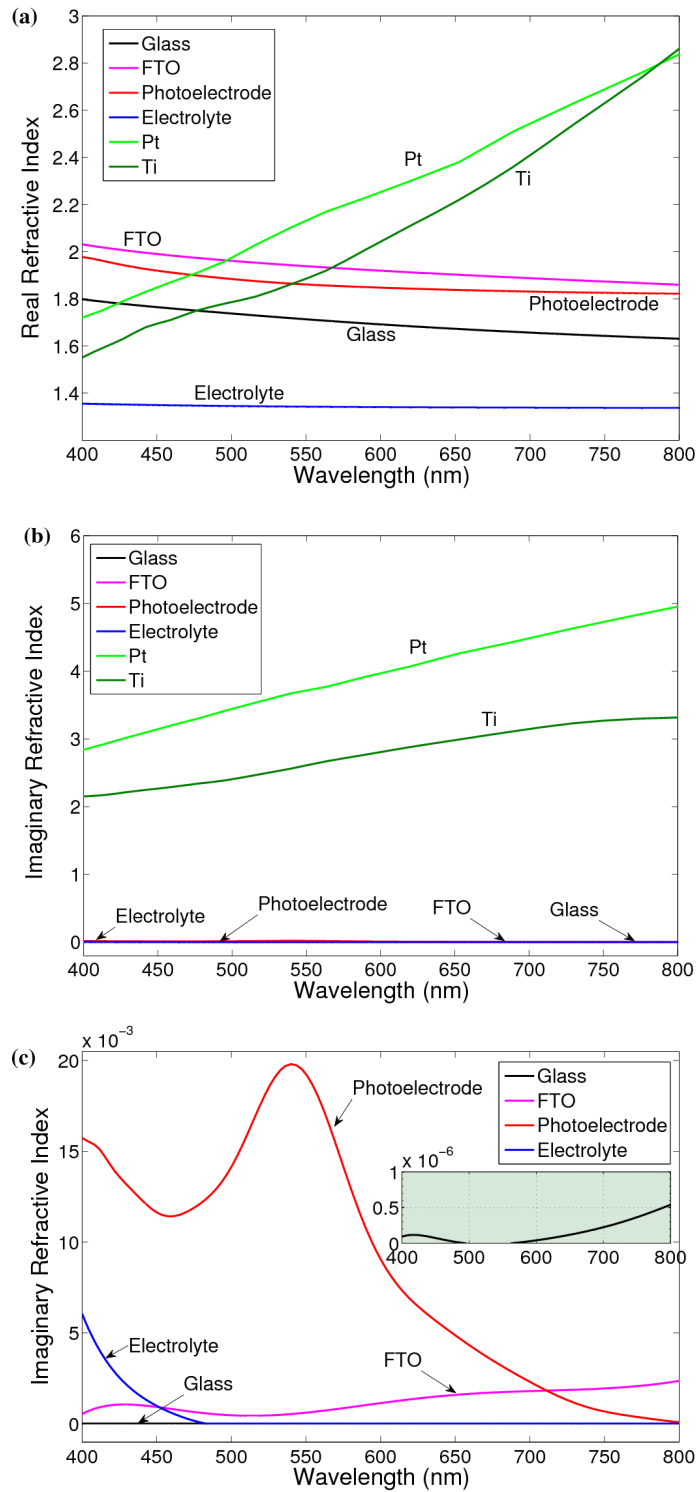 (a)
3
2.8
2.6
2.4
2.2
2
1.8
1.6
1.4
Real Refractive Index
Glass
FTO
Photoelectrode
Electrolyte
Pt
Ti
Pt
Ti
FTO
Photoelectrode
Glass
Electrolyte
400 450 500 550 600 650 700 750 800
Wavelength (nm)
(b)
6
5
4
3
2
1
0
Imaginary Refractive Index
Glass
FTO
Photoelectrode
Electrolyte
Pt
Ti
Pt
Ti
Electrolyte
Photoelectrode
FTO
Glass
400 450 500 550 600 650 700 750 800
Wavelength (nm)
(c)
x 10⁻³
20
15
10
5
0
Imaginary Refractive Index
Glass
FTO
Photoelectrode
Electrolyte
Photoelectrode
x 10⁻⁶
1
0.5
0
400 500 600 700 800
Electrolyte
Glass
FTO
400 450 500 550 600 650 700 750 800
Wavelength (nm)